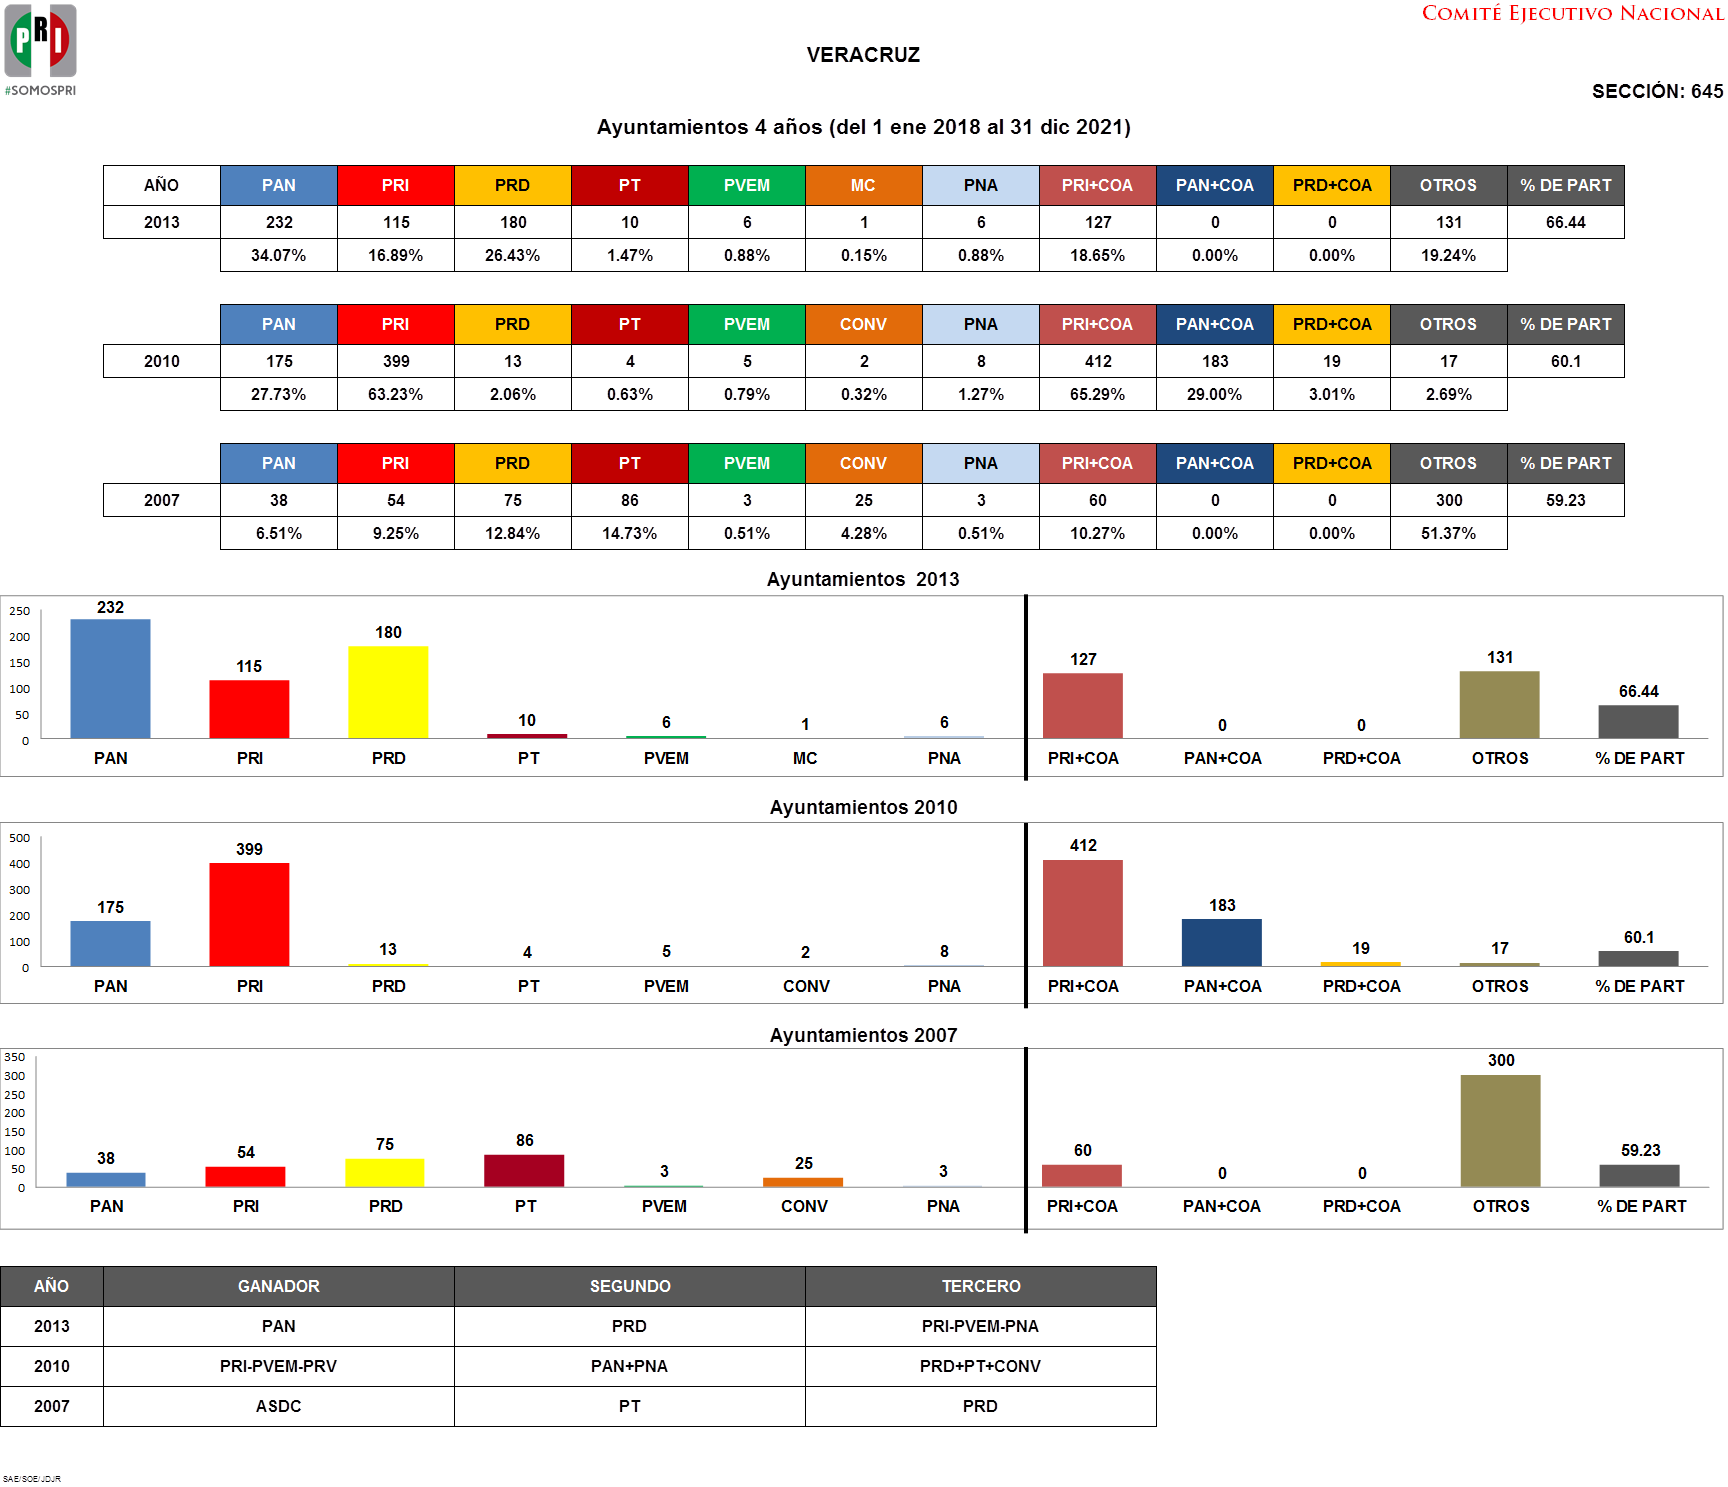 COMITÉ EJECUTIVO NACIONAL
PRI
#SOMOSPRI
VERACRUZ
SECCIÓN: 645
Ayuntamientos 4 años (del 1 ene 2018 al 31 dic 2021)
AÑO PAN PRI PRD PT PVEM MC PNA PRI+COA PAN+COA PRD+COA OTROS % DE PART
2013 232 115 180 10 6 1 6 127 0 0 131 66.44
34.07% 16.89% 26.43% 1.47% 0.88% 0.15% 0.88% 18.65% 0.00% 0.00% 19.24%
PAN PRI PRD PT PVEM CONV PNA PRI+COA PAN+COA PRD+COA OTROS % DE PART
2010 175 399 13 4 5 2 8 412 183 19 17 60.1
27.73% 63.23% 2.06% 0.63% 0.79% 0.32% 1.27% 65.29% 29.00% 3.01% 2.69%
PAN PRI PRD PT PVEM CONV PNA PRI+COA PAN+COA PRD+COA OTROS % DE PART
2007 38 54 75 86 3 25 3 60 0 0 300 59.23
6.51% 9.25% 12.84% 14.73% 0.51% 4.28% 0.51% 10.27% 0.00% 0.00% 51.37%
Ayuntamientos 2013
250
200
150
100
50
0
232 115 180 10 6 1 6 127 0 0 131 66.44
PAN PRI PRD PT PVEM MC PNA PRI+COA PAN+COA PRD+COA OTROS % DE PART
Ayuntamientos 2010
500
400
300
200
100
0
175 399 13 4 5 2 8 412 183 19 17 60.1
PAN PRI PRD PT PVEM CONV PNA PRI+COA PAN+COA PRD+COA OTROS % DE PART
Ayuntamientos 2007
350
300
250
200
150
100
50
0
38 54 75 86 3 25 3 60 0 0 300 59.23
PAN PRI PRD PT PVEM CONV PNA PRI+COA PAN+COA PRD+COA OTROS % DE PART
AÑO GANADOR SEGUNDO TERCERO
2013 PAN PRD PRI-PVEM-PNA
2010 PRI-PVEM-PRV PAN+PNA PRD+PT+CONV
2007 ASDC PT PRD
SAE/SOE/JDJR